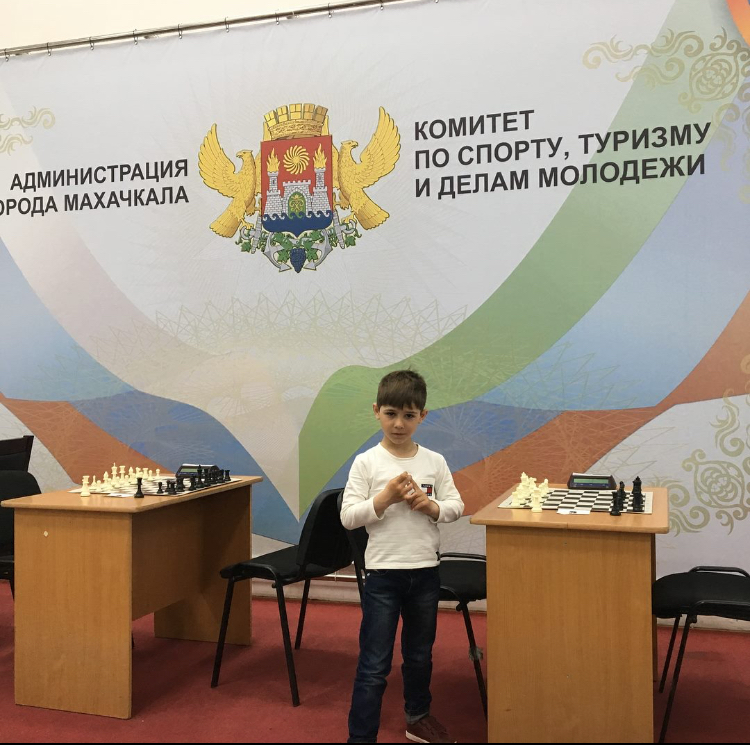 АДМИНИСТРАЦИЯ
ОРОДА МАХАЧКАЛА
КОМИТЕТ
ПО СПОРТУ, ТУРИЗМУ
И ДЕЛАМ МОЛОДЕЖИ